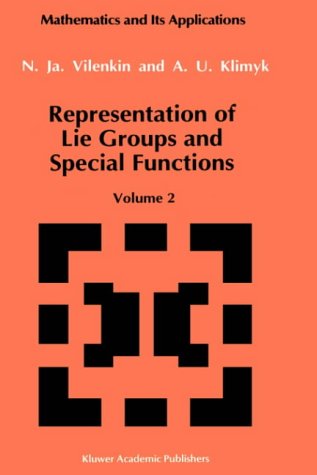 Mathematics and Its Applications
N. Ja. Vilenkin and A. U. Klimyk
Representation of
Lie Groups and
Special Functions
Volume 2
Kluwer Academic Publishers